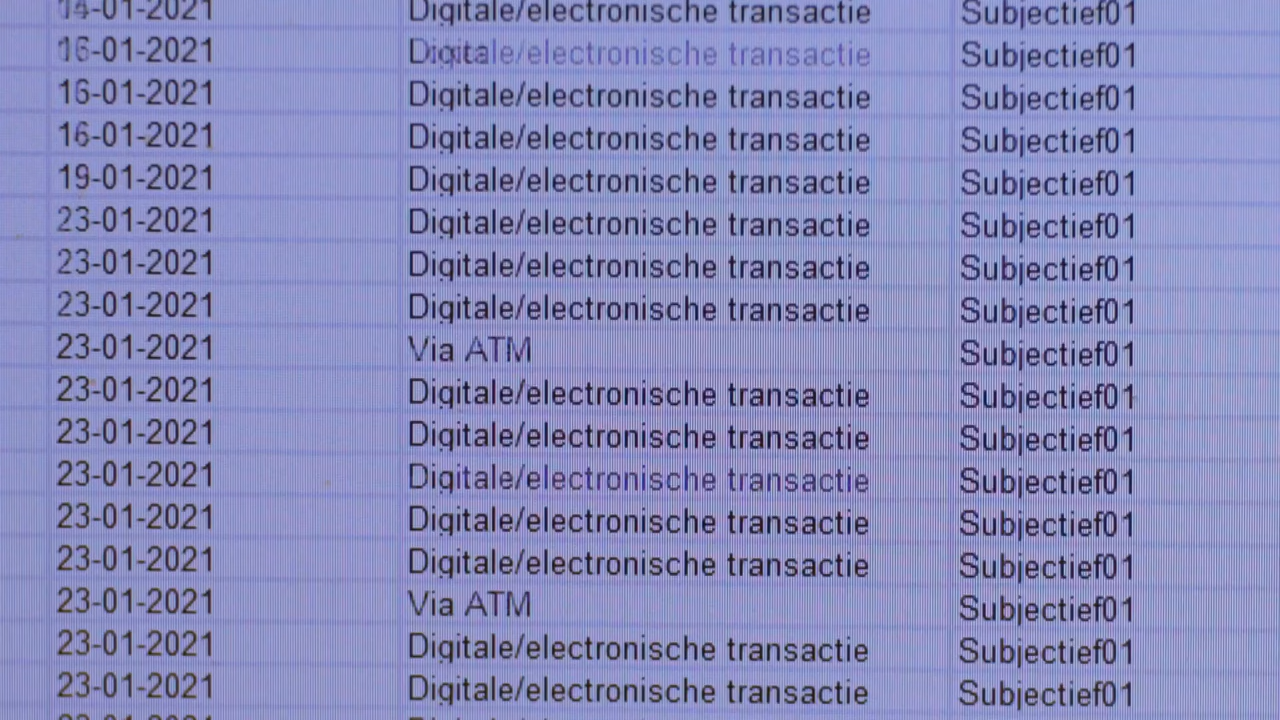 14-01-2021 Digitale/electronische transactie Subjectief01
16-01-2021 Digitale/electronische transactie Subjectief01
16-01-2021 Digitale/electronische transactie Subjectief01
16-01-2021 Digitale/electronische transactie Subjectief01
19-01-2021 Digitale/electronische transactie Subjectief01
23-01-2021 Digitale/electronische transactie Subjectief01
23-01-2021 Digitale/electronische transactie Subjectief01
23-01-2021 Digitale/electronische transactie Subjectief01
23-01-2021 Via ATM Subjectief01
23-01-2021 Digitale/electronische transactie Subjectief01
23-01-2021 Digitale/electronische transactie Subjectief01
23-01-2021 Digitale/electronische transactie Subjectief01
23-01-2021 Digitale/electronische transactie Subjectief01
23-01-2021 Digitale/electronische transactie Subjectief01
23-01-2021 Via ATM Subjectief01
23-01-2021 Digitale/electronische transactie Subjectief01
23-01-2021 Digitale/electronische transactie Subjectief01